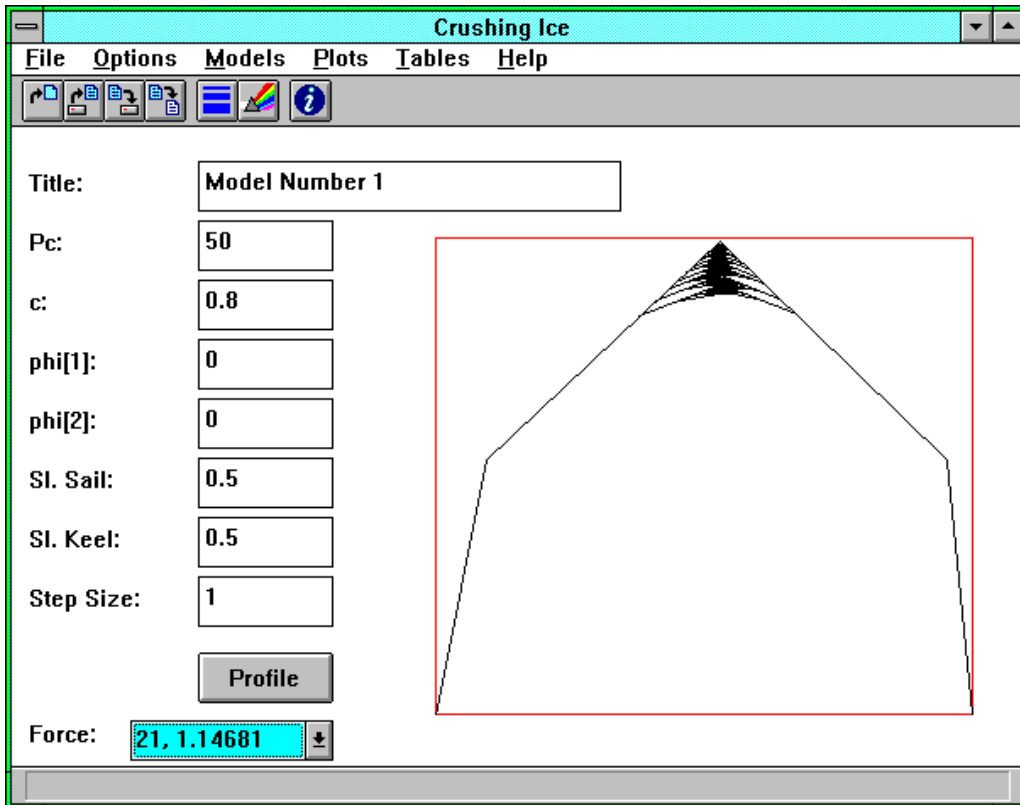 Crushing Ice
File Options Models Plots Tables Help
Title: Model Number 1
Pc: 50
c: 0.8
phi[1]: 0
phi[2]: 0
Sl. Sail: 0.5
Sl. Keel: 0.5
Step Size: 1
Profile
Force: 21, 1.14681